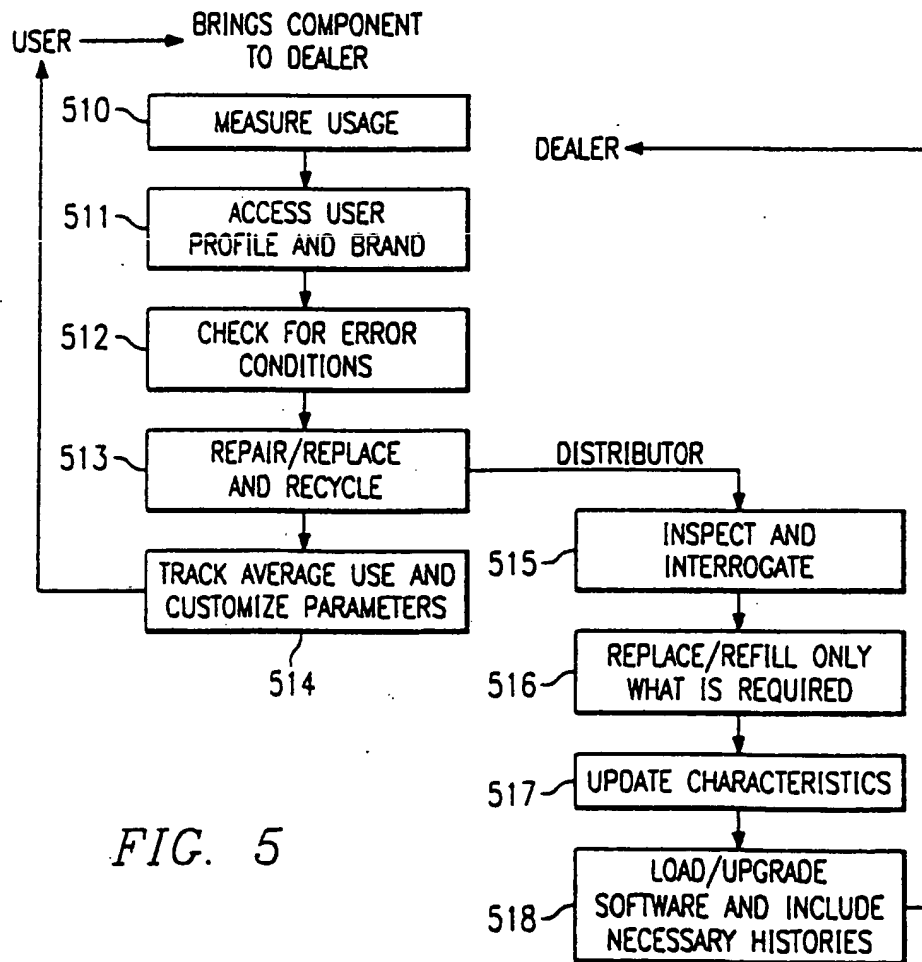 USER
BRINGS COMPONENT
TO DEALER
510
MEASURE USAGE
DEALER
511
ACCESS USER
PROFILE AND BRAND
512
CHECK FOR ERROR
CONDITIONS
513
REPAIR/REPLACE
AND RECYCLE
DISTRIBUTOR
514
TRACK AVERAGE USE AND
CUSTOMIZE PARAMETERS
515
INSPECT AND
INTERROGATE
516
REPLACE/REFILL ONLY
WHAT IS REQUIRED
517
UPDATE CHARACTERISTICS
518
LOAD/UPGRADE
SOFTWARE AND INCLUDE
NECESSARY HISTORIES
FIG. 5